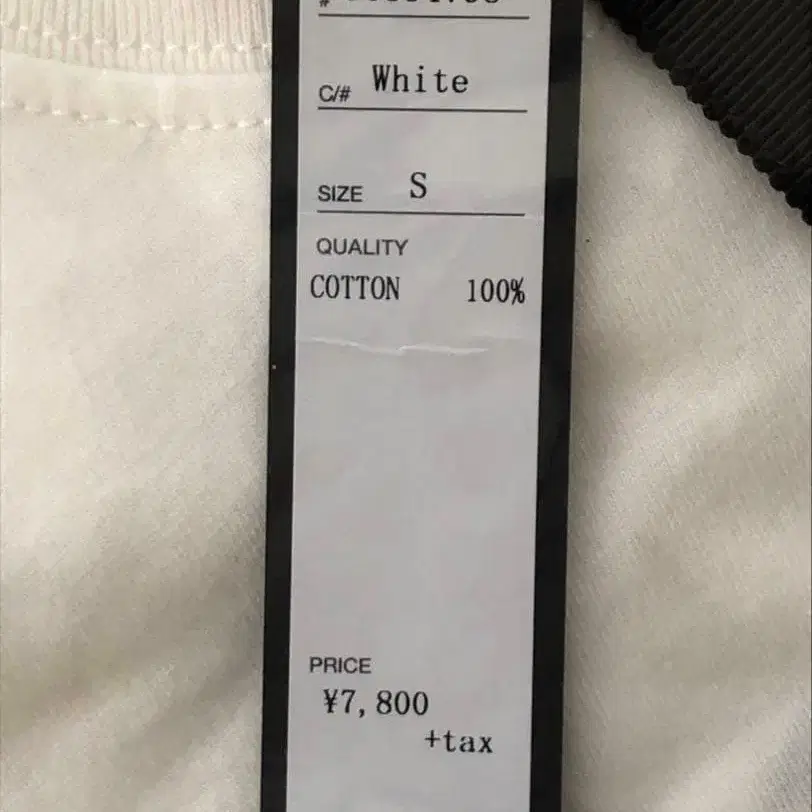 #
C/# White
SIZE S
QUALITY
COTTON 100%
PRICE
¥7,800
+tax